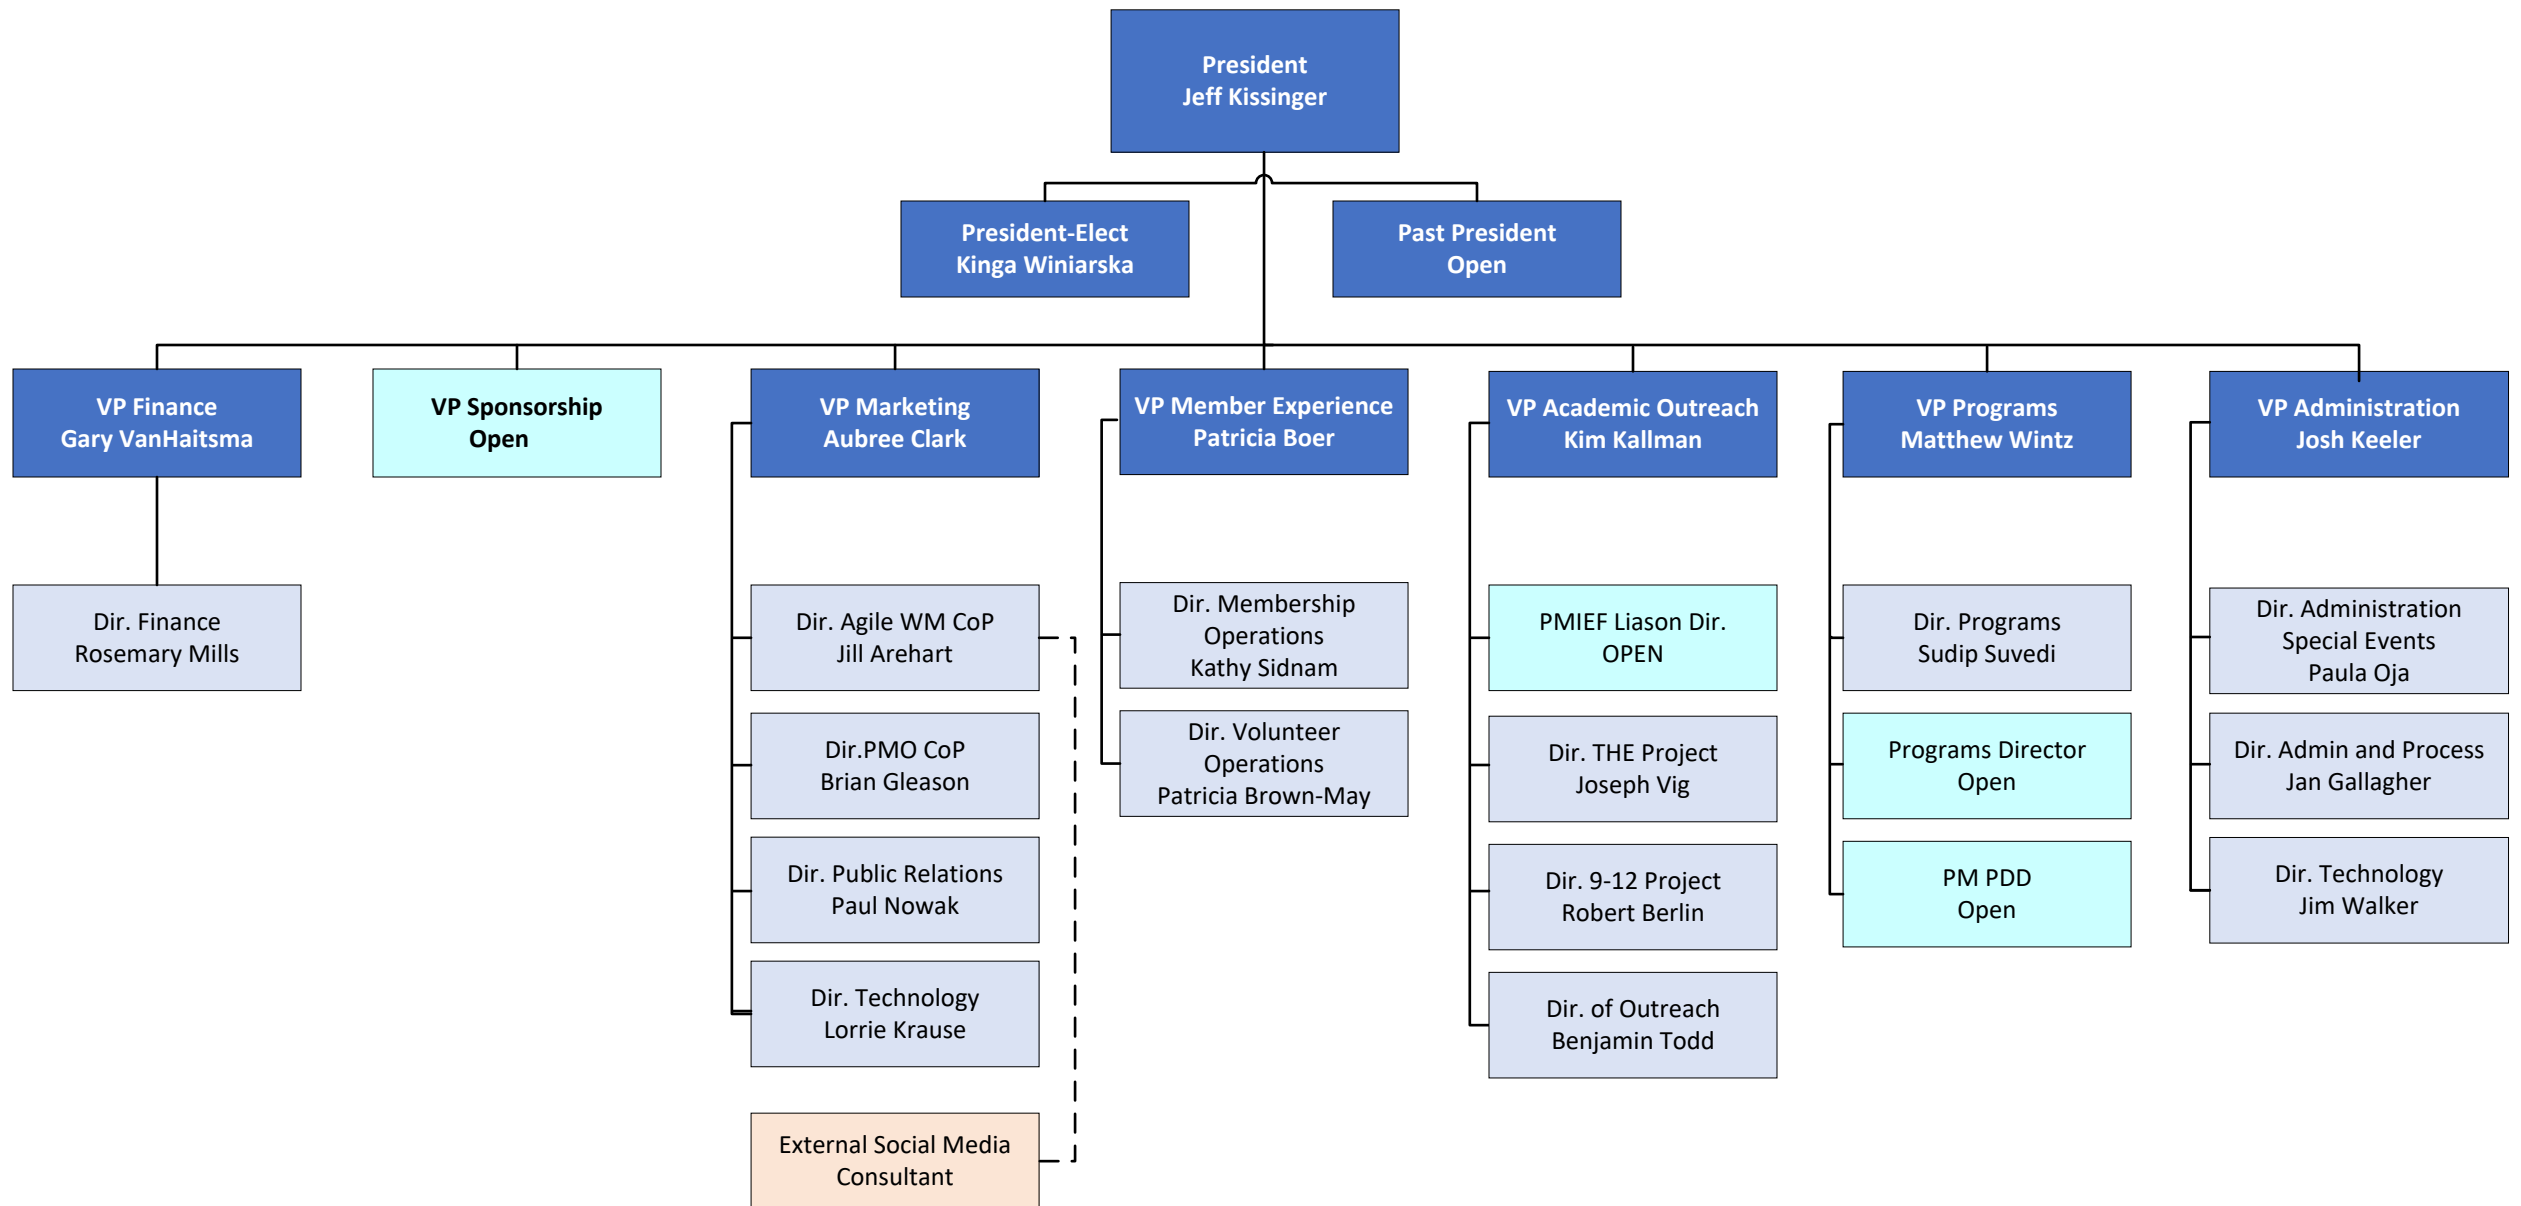 President
Jeff Kissinger
President-Elect
Kinga Winiarska
Past President
Open
VP Finance
Gary VanHaitsma
VP Sponsorship
Open
VP Marketing
Aubree Clark
VP Member Experience
Patricia Boer
VP Academic Outreach
Kim Kallman
VP Programs
Matthew Wintz
VP Administration
Josh Keeler
Dir. Finance
Rosemary Mills
Dir. Agile WM CoP
Jill Arehart
Dir. Membership
Operations
Kathy Sidnam
PMIEF Liason Dir.
OPEN
Dir. Programs
Sudip Suvedi
Dir. Administration
Special Events
Paula Oja
Dir.PMO CoP
Brian Gleason
Dir. Volunteer
Operations
Patricia Brown-May
Dir. THE Project
Joseph Vig
Programs Director
Open
Dir. Admin and Process
Jan Gallagher
Dir. Public Relations
Paul Nowak
Dir. 9-12 Project
Robert Berlin
PM PDD
Open
Dir. Technology
Jim Walker
Dir. Technology
Lorrie Krause
Dir. of Outreach
Benjamin Todd
External Social Media
Consultant